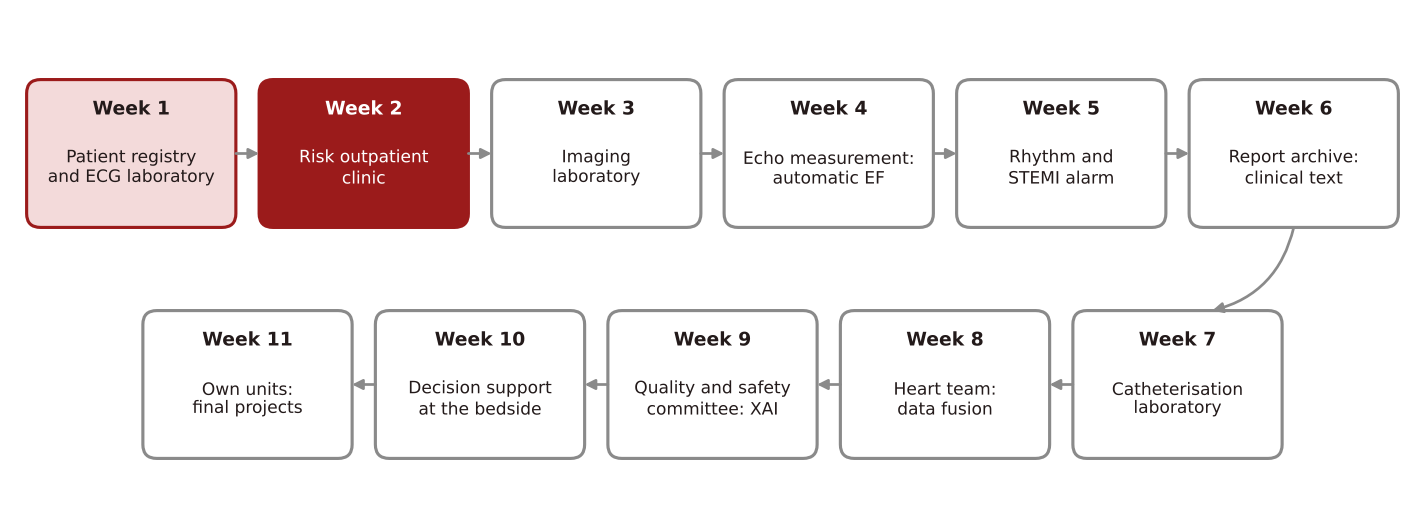 Week 1
Patient registry
and ECG laboratory
Week 2
Risk outpatient
clinic
Week 3
Imaging
laboratory
Week 4
Echo measurement:
automatic EF
Week 5
Rhythm and
STEMI alarm
Week 6
Report archive:
clinical text
Week 7
Catheterisation
laboratory
Week 8
Heart team:
data fusion
Week 9
Quality and safety
committee: XAI
Week 10
Decision support
at the bedside
Week 11
Own units:
final projects